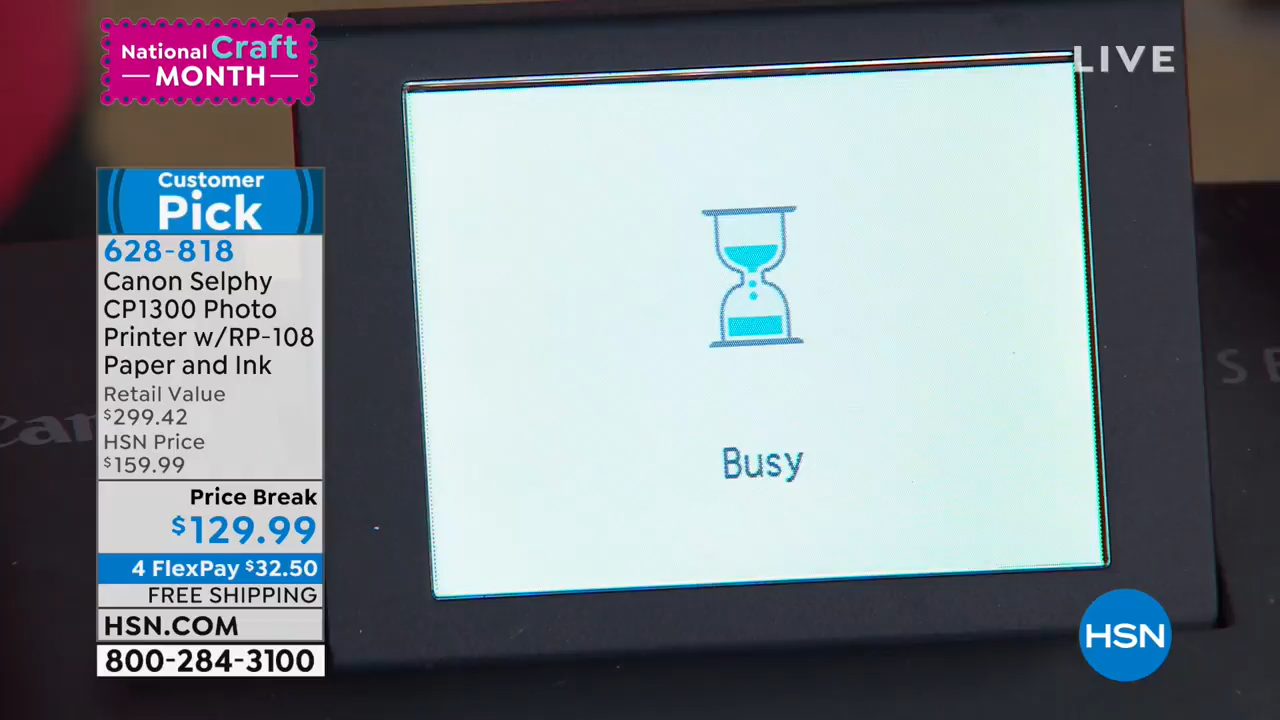 National Craft
MONTH
LIVE
Customer
Pick
628-818
Canon Selphy
CP1300 Photo
Printer w/RP-108
Paper and Ink
Retail Value
$299.42
HSN Price
$159.99
Price Break
$129.99
4 FlexPay $32.50
FREE SHIPPING
HSN.COM
800-284-3100
Busy
HSN